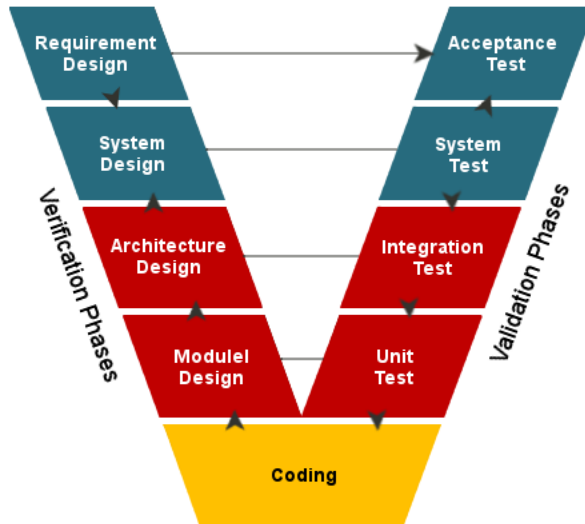 Requirement
Design
Acceptance
Test
System
Design
System
Test
Verification Phases
Architecture
Design
Integration
Test
Validation Phases
Modulel
Design
Unit
Test
Coding